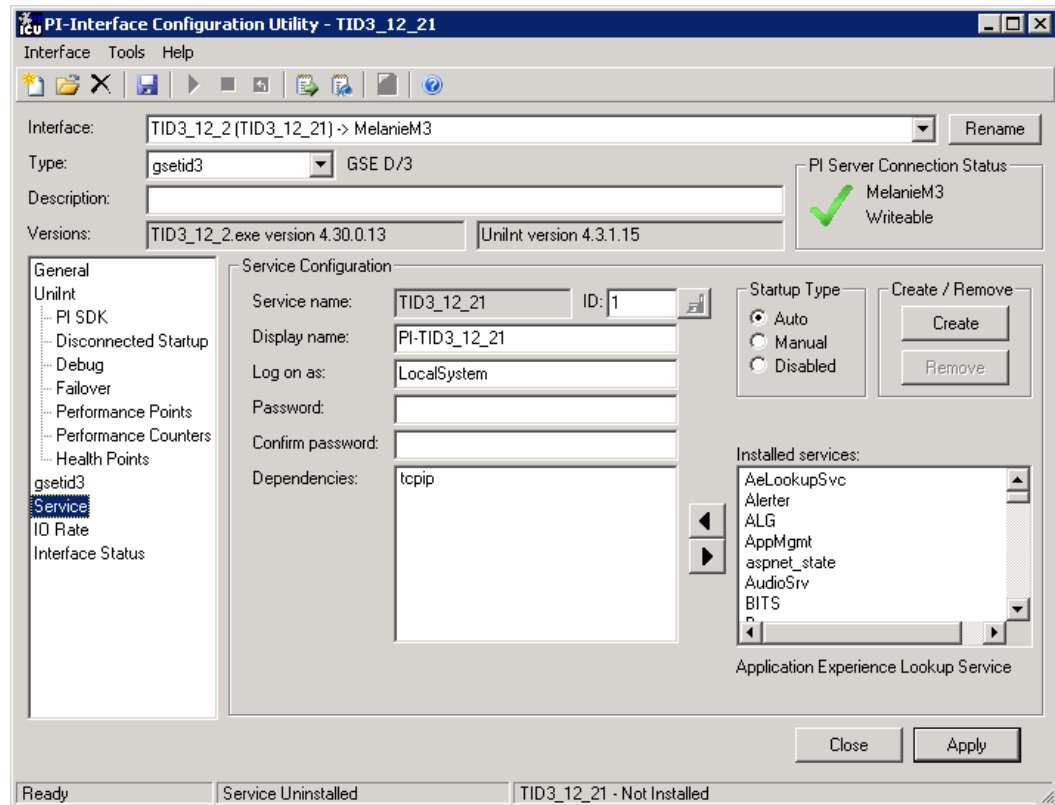 ICU PI-Interface Configuration Utility - TID3_12_21
Interface Tools Help
Interface: TID3_12_2 (TID3_12_21) -> MelanieM3 Rename
Type: gsetid3 GSE D/3
Description:
Versions: TID3_12_2.exe version 4.30.0.13 UniInt version 4.3.1.15
PI Server Connection Status
MelanieM3
Writeable
General
UniInt
PI SDK
Disconnected Startup
Debug
Failover
Performance Points
Performance Counters
Health Points
gsetid3
Service
IO Rate
Interface Status
Service Configuration
Service name: TID3_12_21 ID: 1
Display name: PI-TID3_12_21
Log on as: LocalSystem
Password:
Confirm password:
Dependencies: tcpip
Startup Type
Auto
Manual
Disabled
Create / Remove
Create
Remove
Installed services:
AeLookupSvc
Alerter
ALG
AppMgmt
aspnet_state
AudioSrv
BITS
Application Experience Lookup Service
Close Apply
Ready Service Uninstalled TID3_12_21 - Not Installed